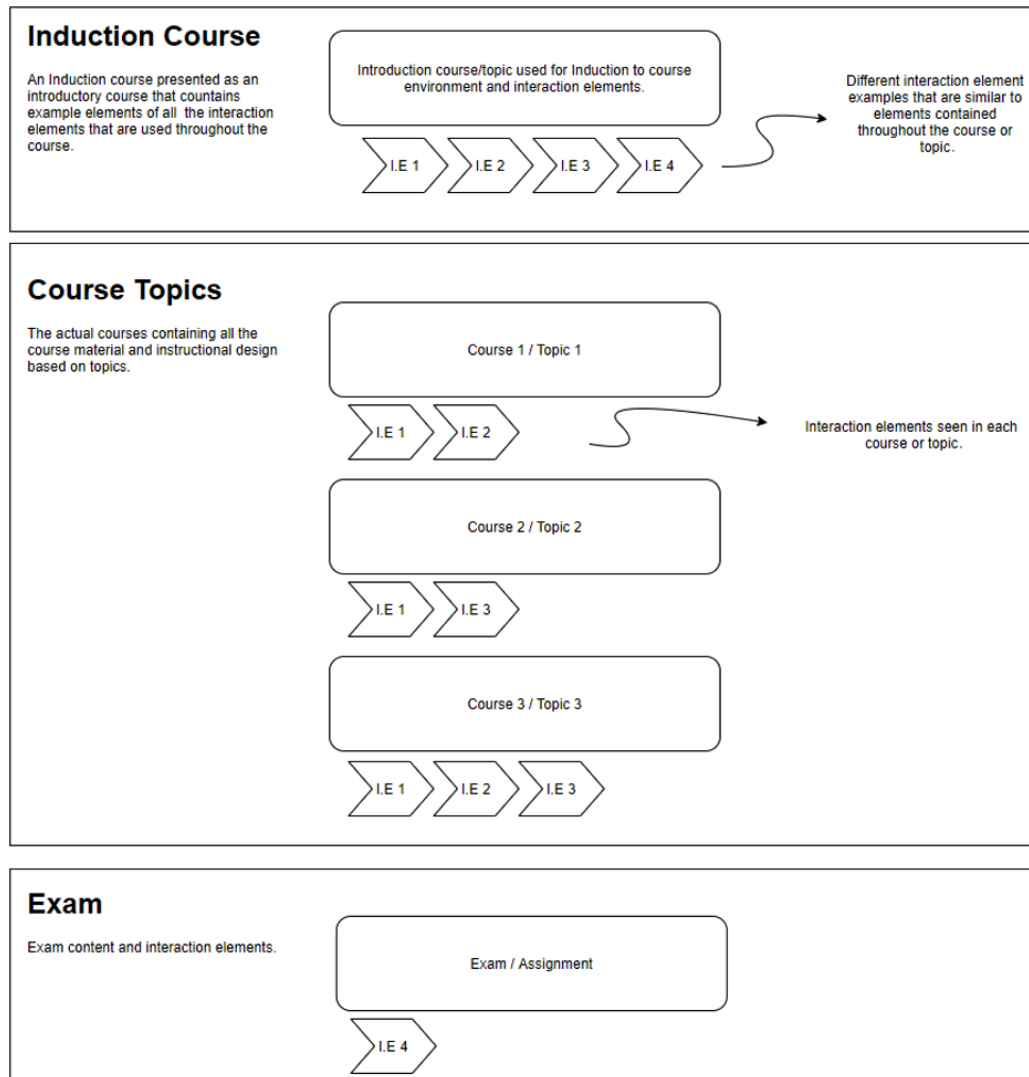 Induction Course
An Induction course presented as an
introductory course that countains
example elements of all the interaction
elements that are used throughout the
course.
Introduction course/topic used for Induction to course
environment and interaction elements.
I.E 1
I.E 2
I.E 3
I.E 4
Different interaction element
examples that are similar to
elements contained
throughout the course or
topic.
Course Topics
The actual courses containing all the
course material and instructional design
based on topics.
Course 1 / Topic 1
I.E 1
I.E 2
Interaction elements seen in each
course or topic.
Course 2 / Topic 2
I.E 1
I.E 3
Course 3 / Topic 3
I.E 1
I.E 2
I.E 3
Exam
Exam content and interaction elements.
Exam / Assignment
I.E 4